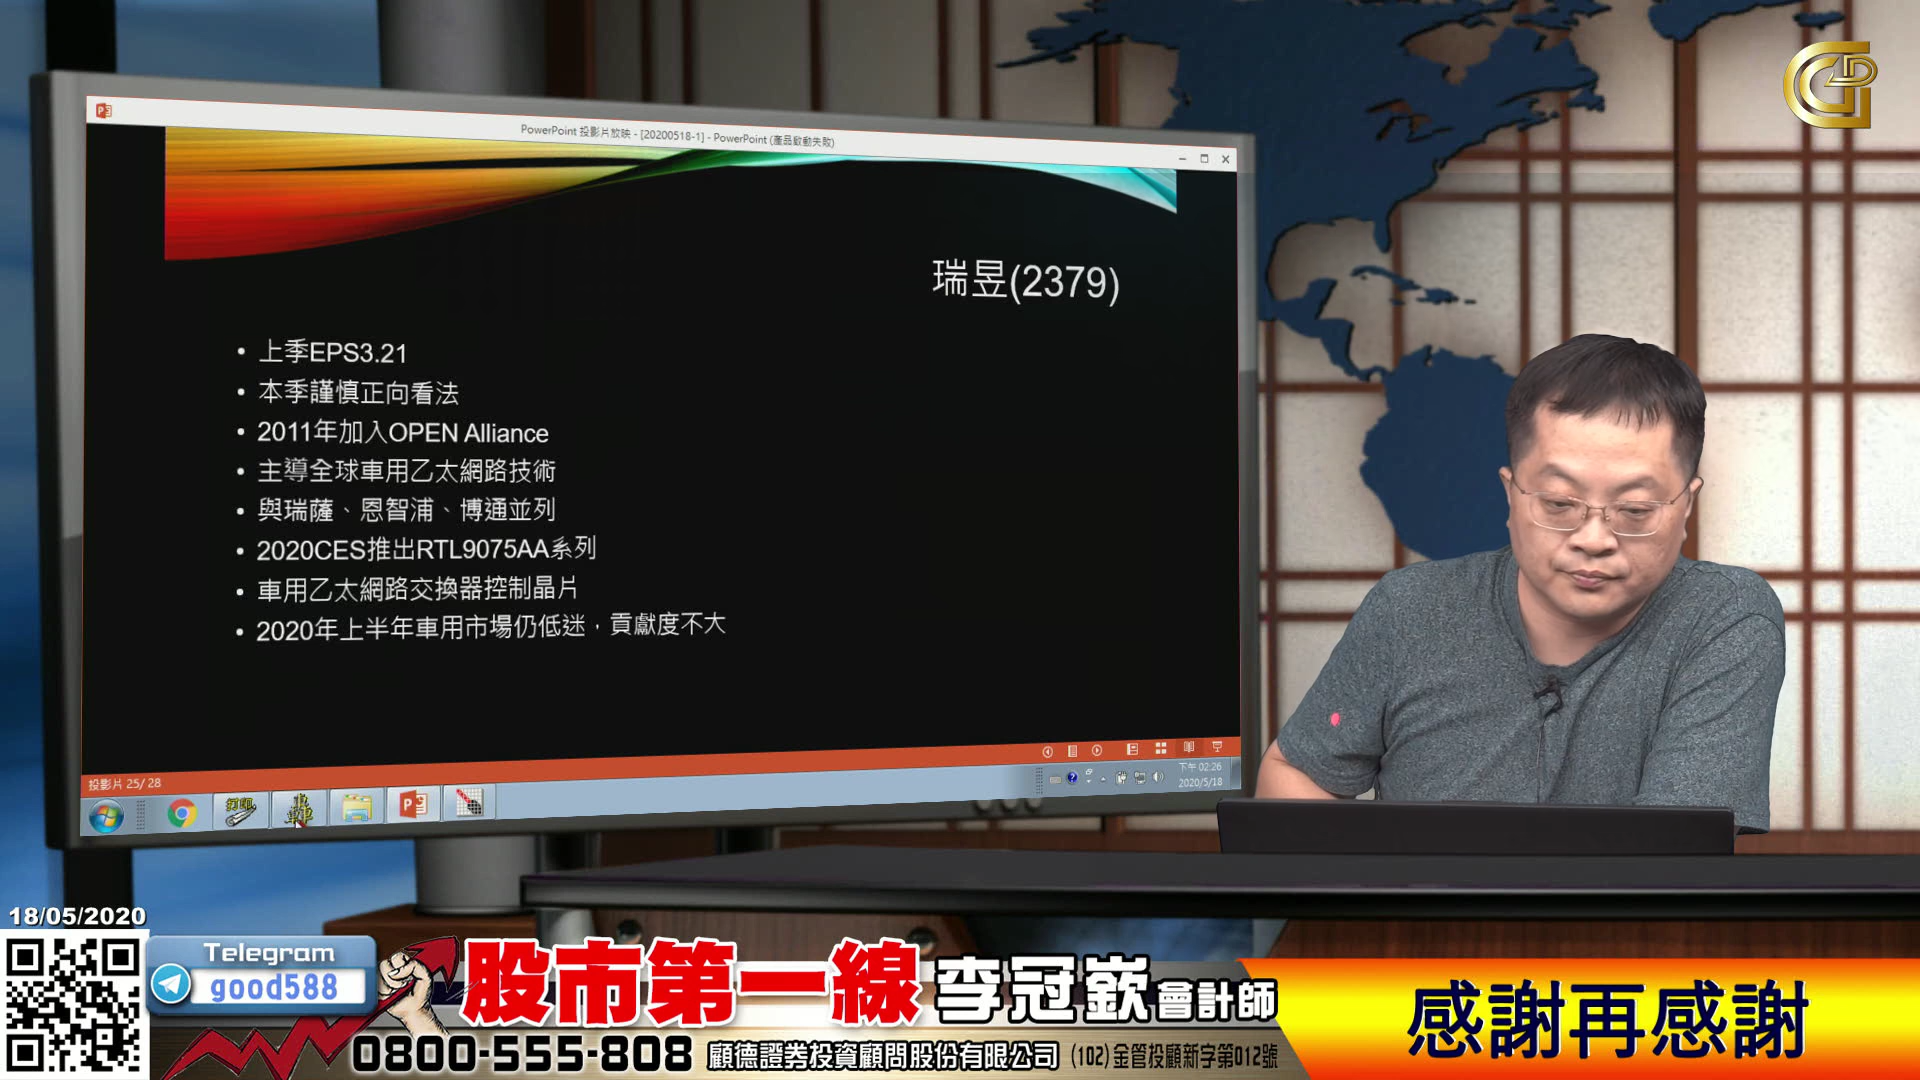 PowerPoint 投影片放映 - [20200518-1] - PowerPoint (產品啟動失敗)
瑞昱(2379)
• 上季EPS3.21
• 本季謹慎正向看法
• 2011年加入OPEN Alliance
• 主導全球車用乙太網路技術
• 與瑞薩、恩智浦、博通並列
• 2020CES推出RTL9075AA系列
• 車用乙太網路交換器控制晶片
• 2020年上半年車用市場仍低迷，貢獻度不大
投影片 25/ 28
下午 02:26
2020/5/18
18/05/2020
Telegram
good588
股市第一線 李冠嶔會計師
0800-555-808 顧德證券投資顧問股份有限公司 (102)金管投顧新字第012號
感謝再感謝